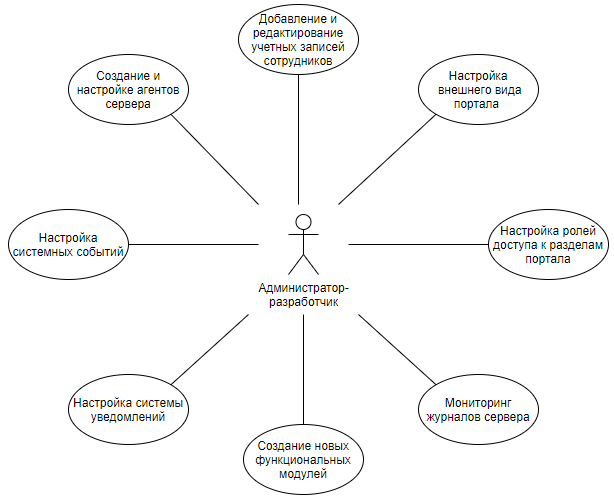 Добавление и
редактирование
учетных записей
сотрудников
Создание и
настройке агентов
сервера
Настройка
внешнего вида
портала
Настройка
системных событий
Настройка ролей
доступа к разделам
портала
Администратор-
разработчик
Настройка системы
уведомлений
Мониторинг
журналов сервера
Создание новых
функциональных
модулей